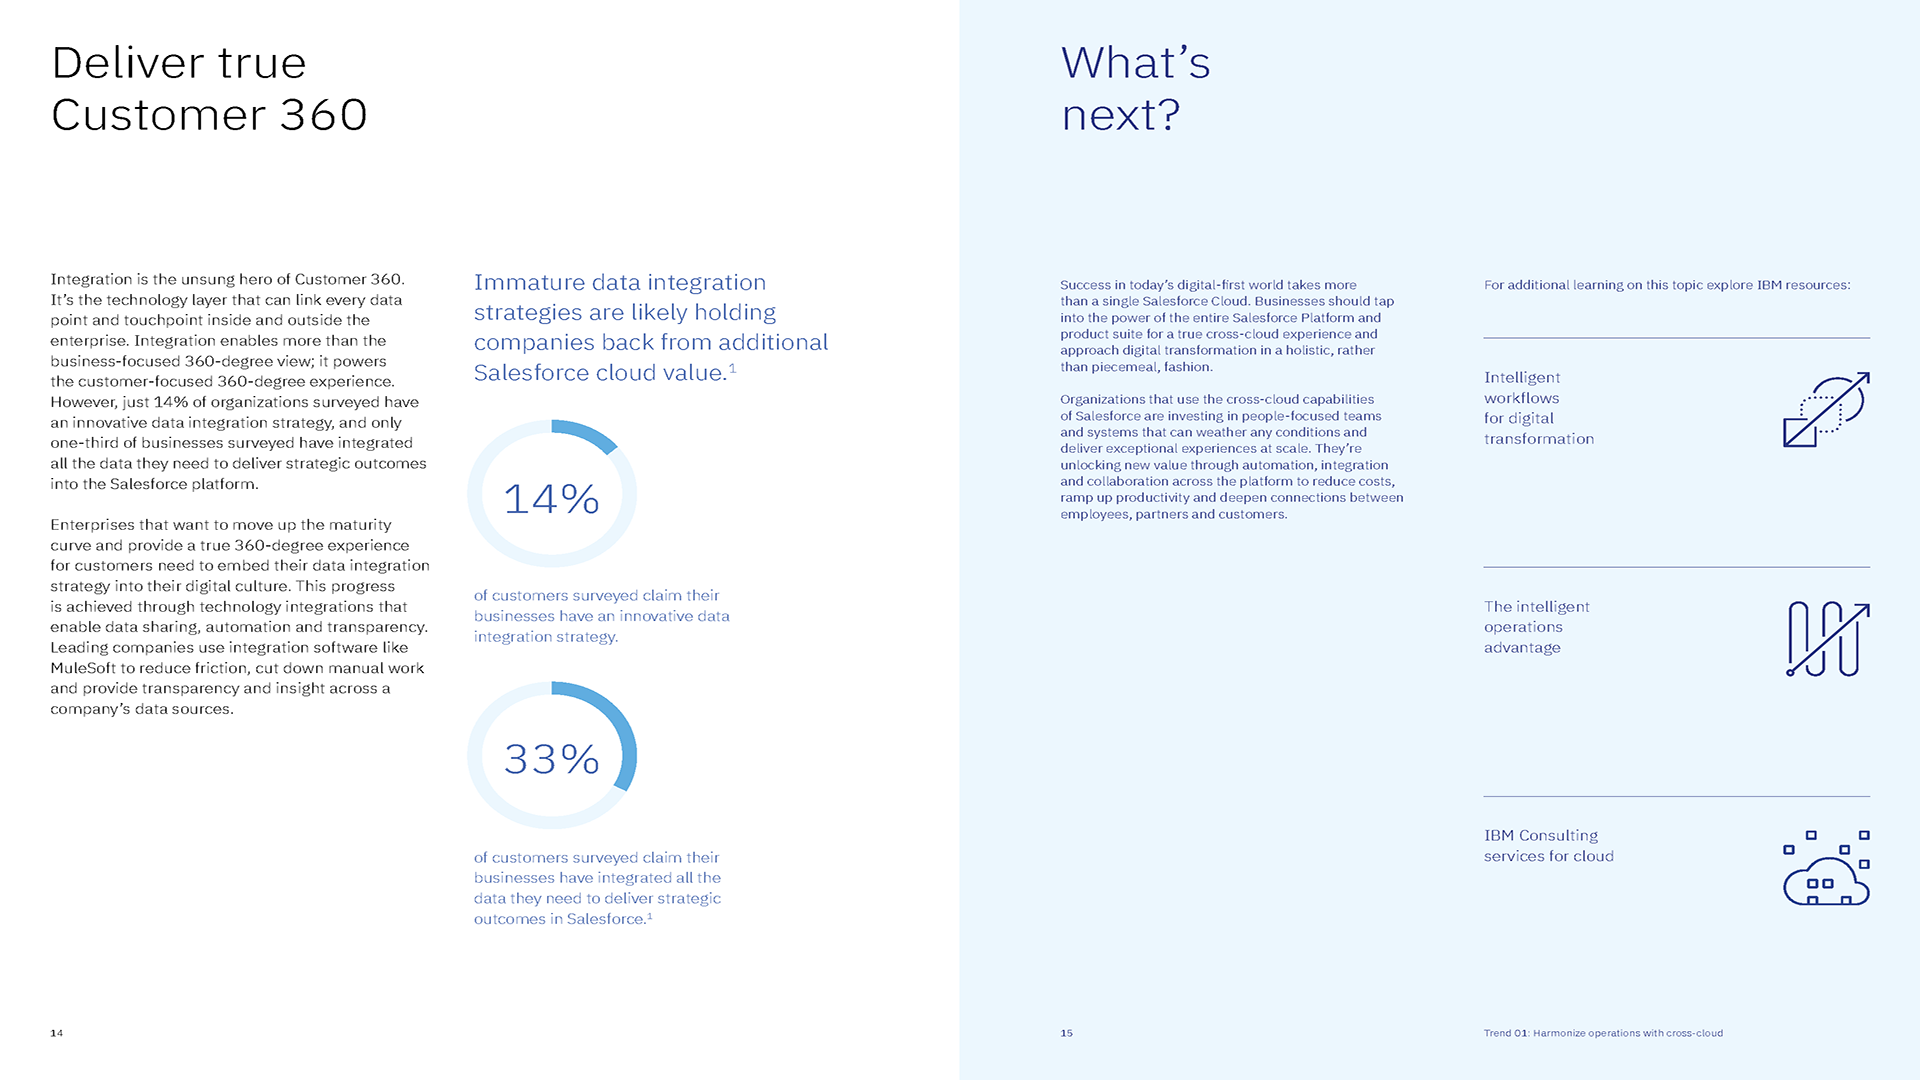 Deliver true
Customer 360
Integration is the unsung hero of Customer 360.
It’s the technology layer that can link every data
point and touchpoint inside and outside the
enterprise. Integration enables more than the
business-focused 360-degree view; it powers
the customer-focused 360-degree experience.
However, just 14% of organizations surveyed have
an innovative data integration strategy, and only
one-third of businesses surveyed have integrated
all the data they need to deliver strategic outcomes
into the Salesforce platform.
Enterprises that want to move up the maturity
curve and provide a true 360-degree experience
for customers need to embed their data integration
strategy into their digital culture. This progress
is achieved through technology integrations that
enable data sharing, automation and transparency.
Leading companies use integration software like
MuleSoft to reduce friction, cut down manual work
and provide transparency and insight across a
company’s data sources.
Immature data integration
strategies are likely holding
companies back from additional
Salesforce cloud value.¹
14%
of customers surveyed claim their
businesses have an innovative data
integration strategy.
33%
of customers surveyed claim their
businesses have integrated all the
data they need to deliver strategic
outcomes in Salesforce.¹
14
What’s
next?
Success in today’s digital-first world takes more
than a single Salesforce Cloud. Businesses should tap
into the power of the entire Salesforce Platform and
product suite for a true cross-cloud experience and
approach digital transformation in a holistic, rather
than piecemeal, fashion.
Organizations that use the cross-cloud capabilities
of Salesforce are investing in people-focused teams
and systems that can weather any conditions and
deliver exceptional experiences at scale. They’re
unlocking new value through automation, integration
and collaboration across the platform to reduce costs,
ramp up productivity and deepen connections between
employees, partners and customers.
For additional learning on this topic explore IBM resources:
Intelligent
workflows
for digital
transformation
The intelligent
operations
advantage
IBM Consulting
services for cloud
15
Trend 01: Harmonize operations with cross-cloud